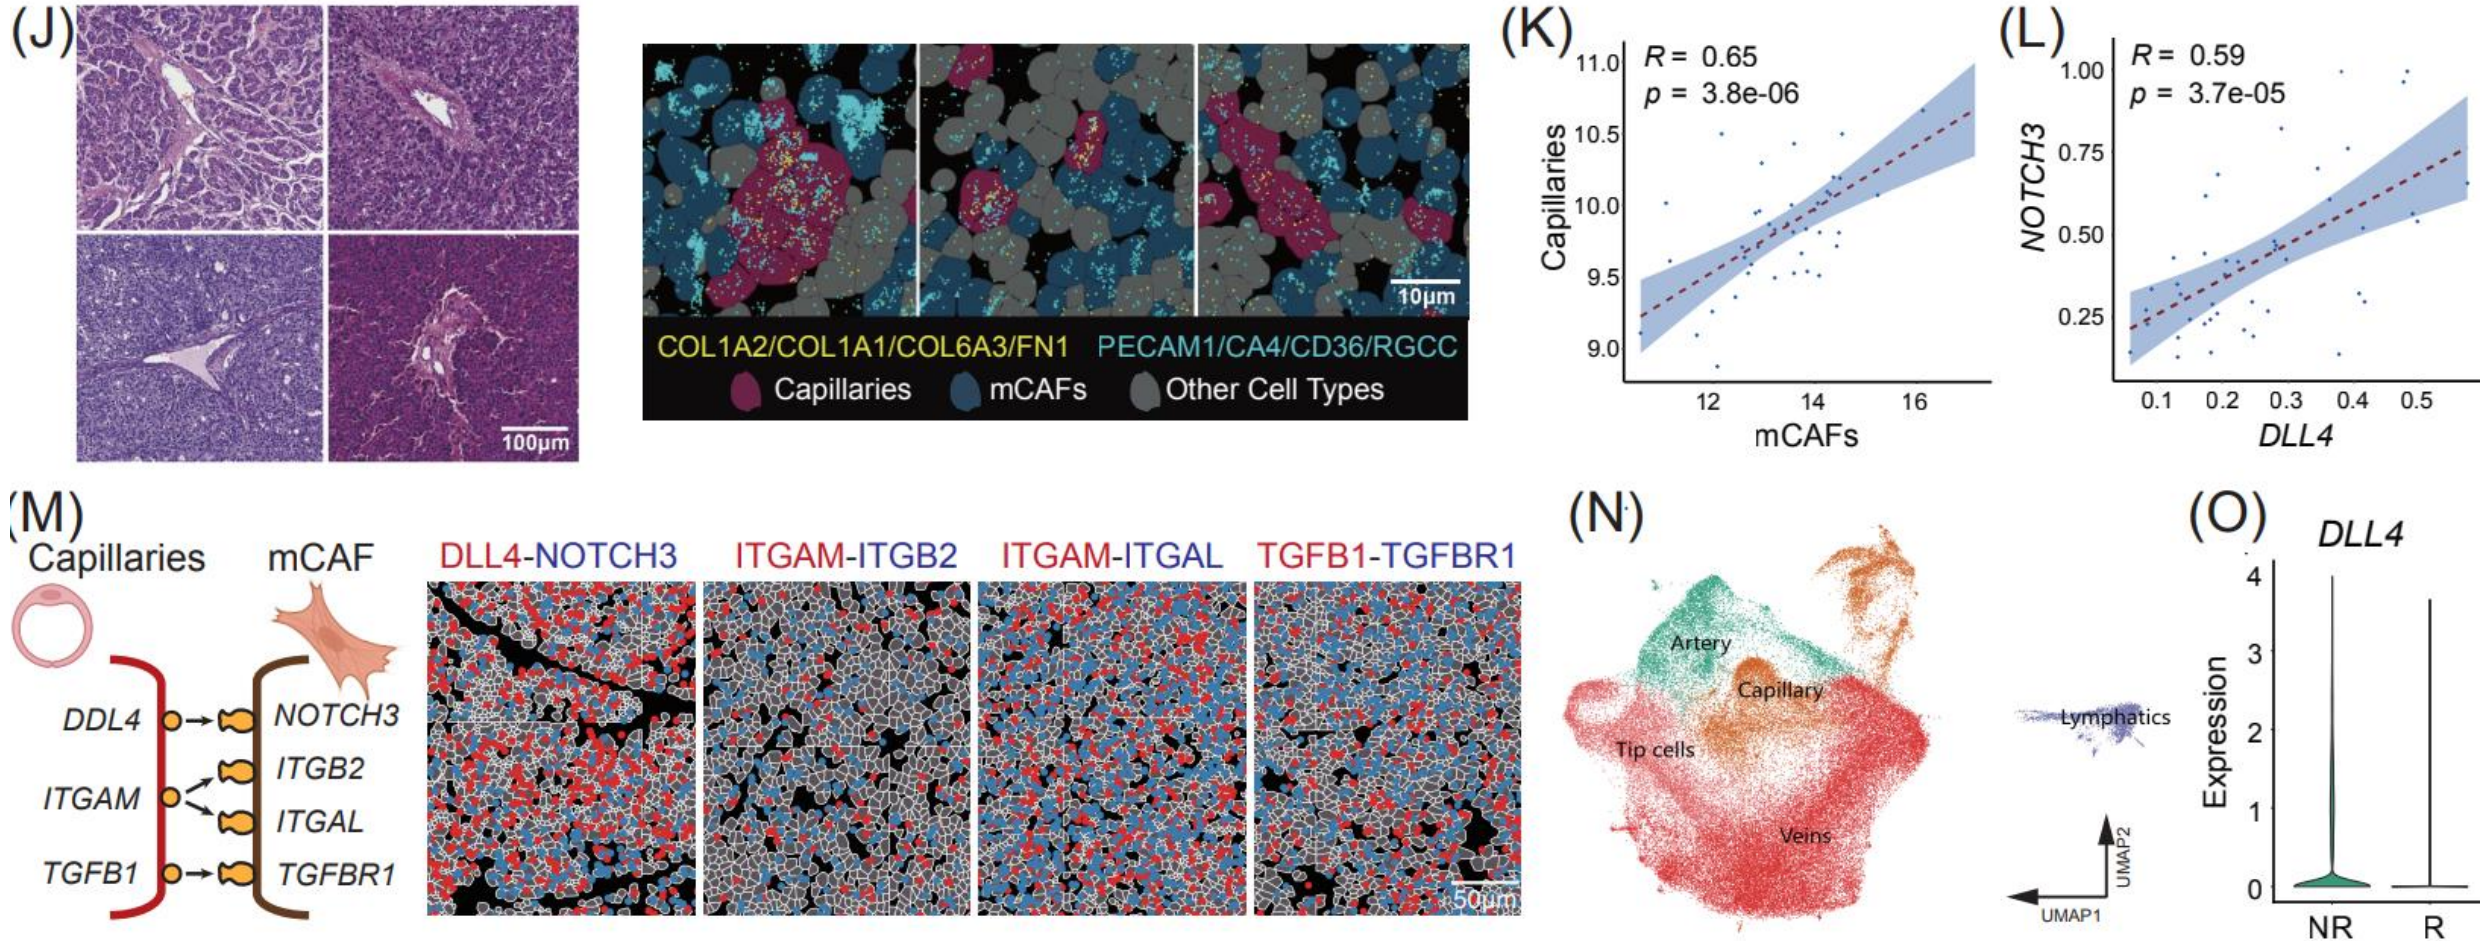 (J)
100μm
COL1A2/COL1A1/COL6A3/FN1 PECAM1/CA4/CD36/RGCC
Capillaries mCAFs Other Cell Types
10μm
(K)
R = 0.65
p = 3.8e-06
Capillaries
11.0
10.5
10.0
9.5
9.0
12 14 16
mCAFs
(L)
R = 0.59
p = 3.7e-05
NOTCH3
1.00
0.75
0.50
0.25
0.1 0.2 0.3 0.4 0.5
DLL4
(M)
Capillaries mCAF
DDL4 NOTCH3
ITGAM ITGB2
ITGAL
TGFB1 TGFBR1
DLL4-NOTCH3 ITGAM-ITGB2 ITGAM-ITGAL TGFB1-TGFBR1
50μm
(N)
Artery
Capillary
Tip cells
Veins
Lymphatics
UMAP1
UMAP2
(O)
DLL4
Expression
4
3
2
1
0
NR R